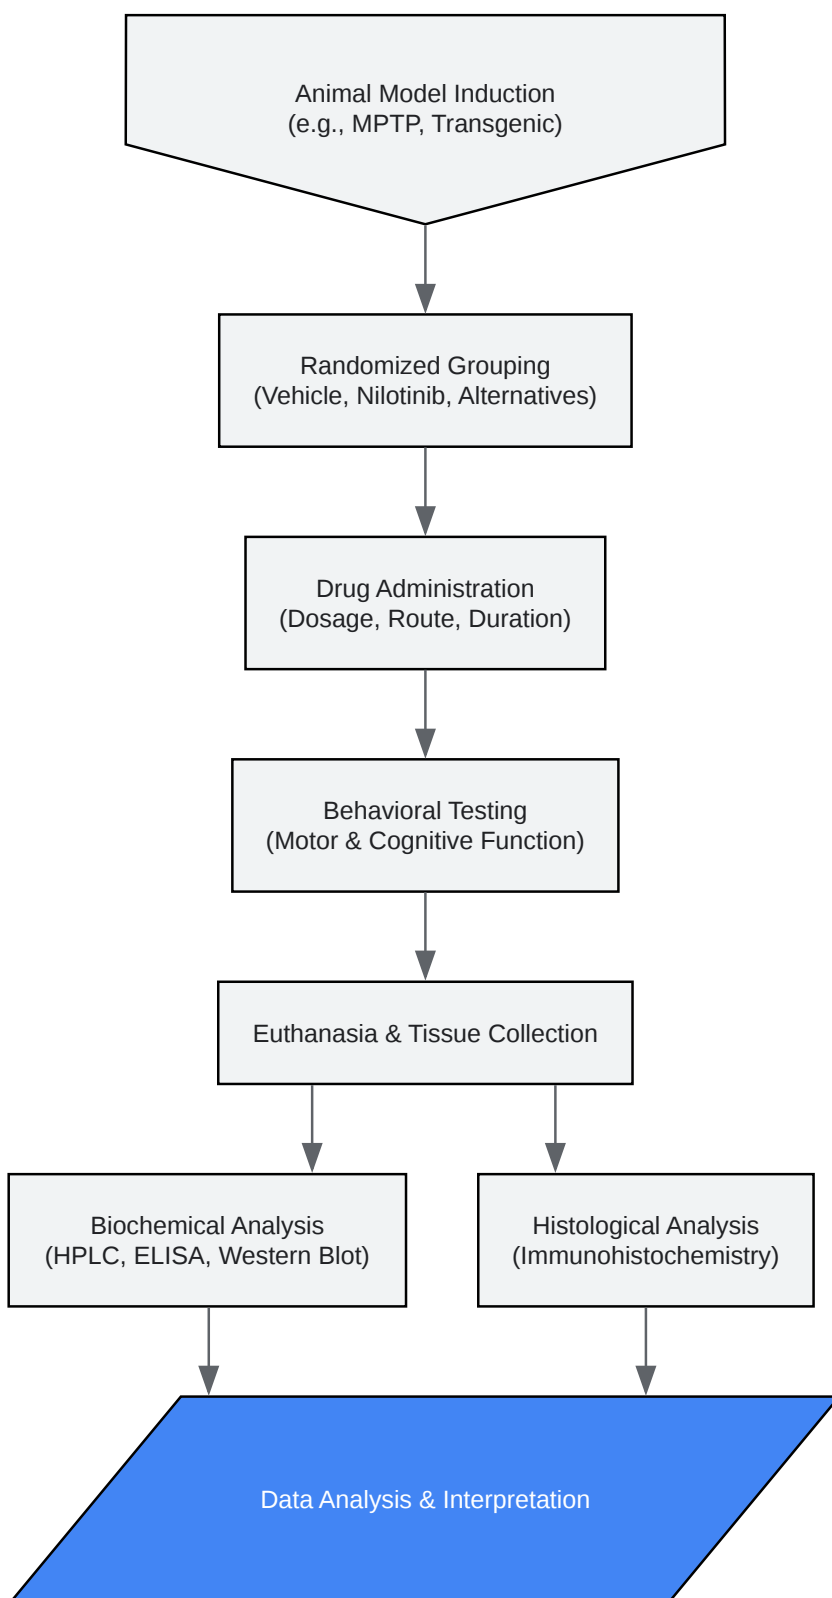 Animal Model Induction
(e.g., MPTP, Transgenic)
Randomized Grouping
(Vehicle, Nilotinib, Alternatives)
Drug Administration
(Dosage, Route, Duration)
Behavioral Testing
(Motor & Cognitive Function)
Euthanasia & Tissue Collection
Biochemical Analysis
(HPLC, ELISA, Western Blot)
Histological Analysis
(Immunohistochemistry)
Data Analysis & Interpretation